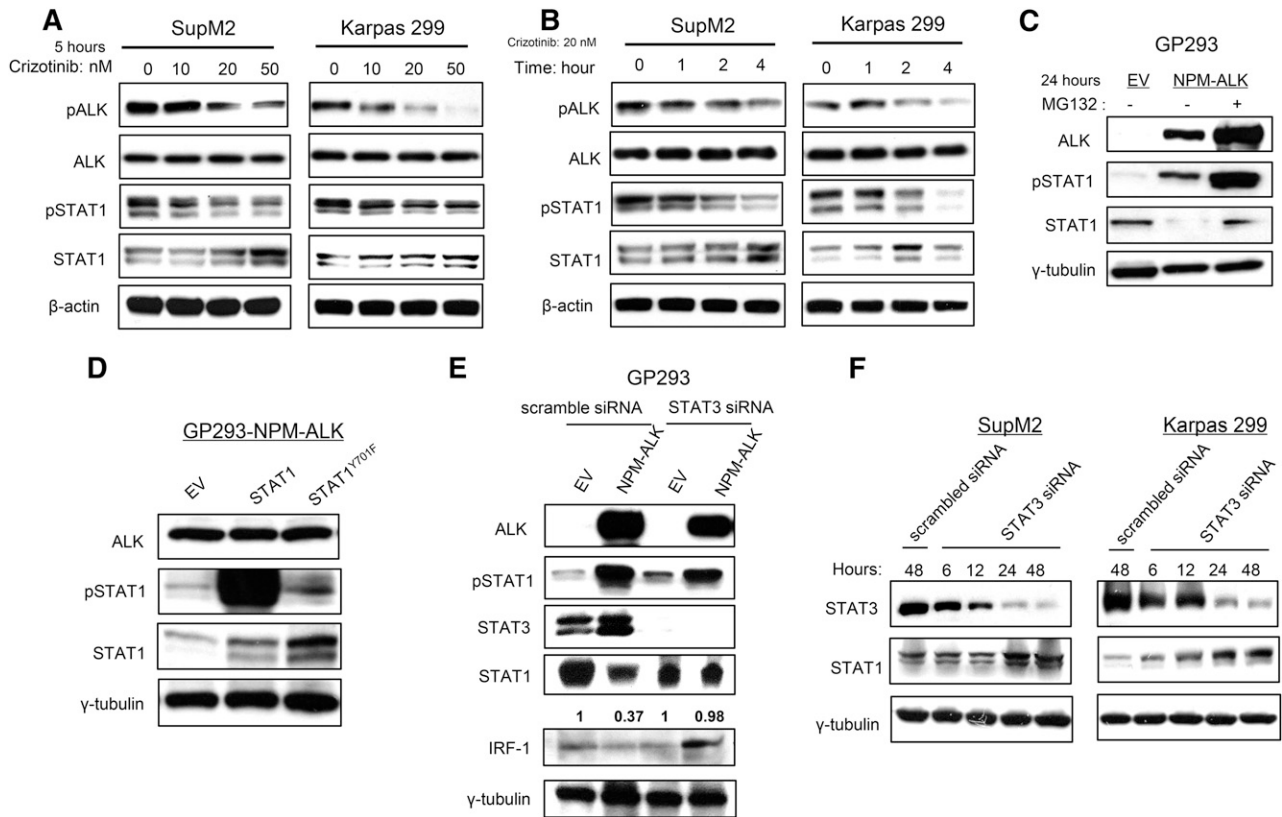 A
SupM2 Karpas 299
5 hours
Crizotinib: nM 0 10 20 50 0 10 20 50
pALK
ALK
pSTAT1
STAT1
β-actin
B
SupM2 Karpas 299
Crizotinib: 20 nM
Time: hour 0 1 2 4 0 1 2 4
pALK
ALK
pSTAT1
STAT1
β-actin
C
GP293
24 hours EV NPM-ALK
MG132 : - - +
ALK
pSTAT1
STAT1
γ-tubulin
D
GP293-NPM-ALK
EV STAT1 STAT1Y701F
ALK
pSTAT1
STAT1
γ-tubulin
E
GP293
scramble siRNA STAT3 siRNA
EV NPM-ALK EV NPM-ALK
ALK
pSTAT1
STAT3
STAT1
1 0.37 1 0.98
IRF-1
γ-tubulin
F
SupM2 Karpas 299
scrambled siRNA STAT3 siRNA scrambled siRNA STAT3 siRNA
Hours: 48 6 12 24 48 48 6 12 24 48
STAT3
STAT1
γ-tubulin